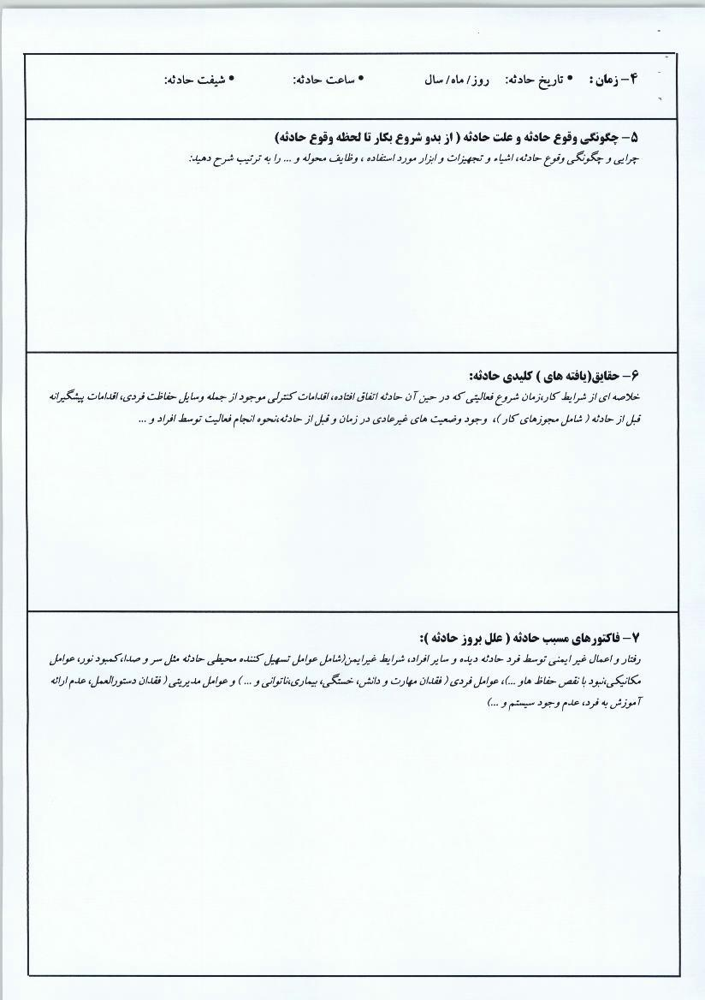 ۴- زمان: • تاریخ حادثه: روز/ ماه/ سال • ساعت حادثه: • شیفت حادثه:
۵- چگونگی وقوع حادثه و علت حادثه ( از بدو شروع بکار تا لحظه وقوع حادثه)
چرایی و چگونگی وقوع حادثه، اشیاء و تجهیزات و ابزار مورد استفاده ، وظایف محوله و ... را به ترتیب شرح دهید:
۶- حقایق(یافته های ) کلیدی حادثه:
خلاصه ای از شرایط کار،زمان شروع فعالیتی که در حین آن حادثه اتفاق افتاده، اقدامات کنترلی موجود از جمله وسایل حفاظت فردی، اقدامات پیشگیرانه
قبل از حادثه ( شامل مجوزهای کار )، وجود وضعیت های غیرعادی در زمان و قبل از حادثه،نحوه انجام فعالیت توسط افراد و ...
۷- فاکتورهای مسبب حادثه ( علل بروز حادثه ):
رفتار و اعمال غیر ایمنی توسط فرد حادثه دیده و سایر افراد، شرایط غیرایمن(شامل عوامل تسهیل کننده محیطی حادثه مثل سر و صدا،کمبود نور، عوامل
مکانیکی،نبود با نقص حفاظ هاو ...)، عوامل فردی ( فقدان مهارت و دانش، خستگی، بیماری،ناتوانی و ... ) و عوامل مدیریتی ( فقدان دستورالعمل، عدم ارائه
آموزش به فرد، عدم وجود سیستم و ...)